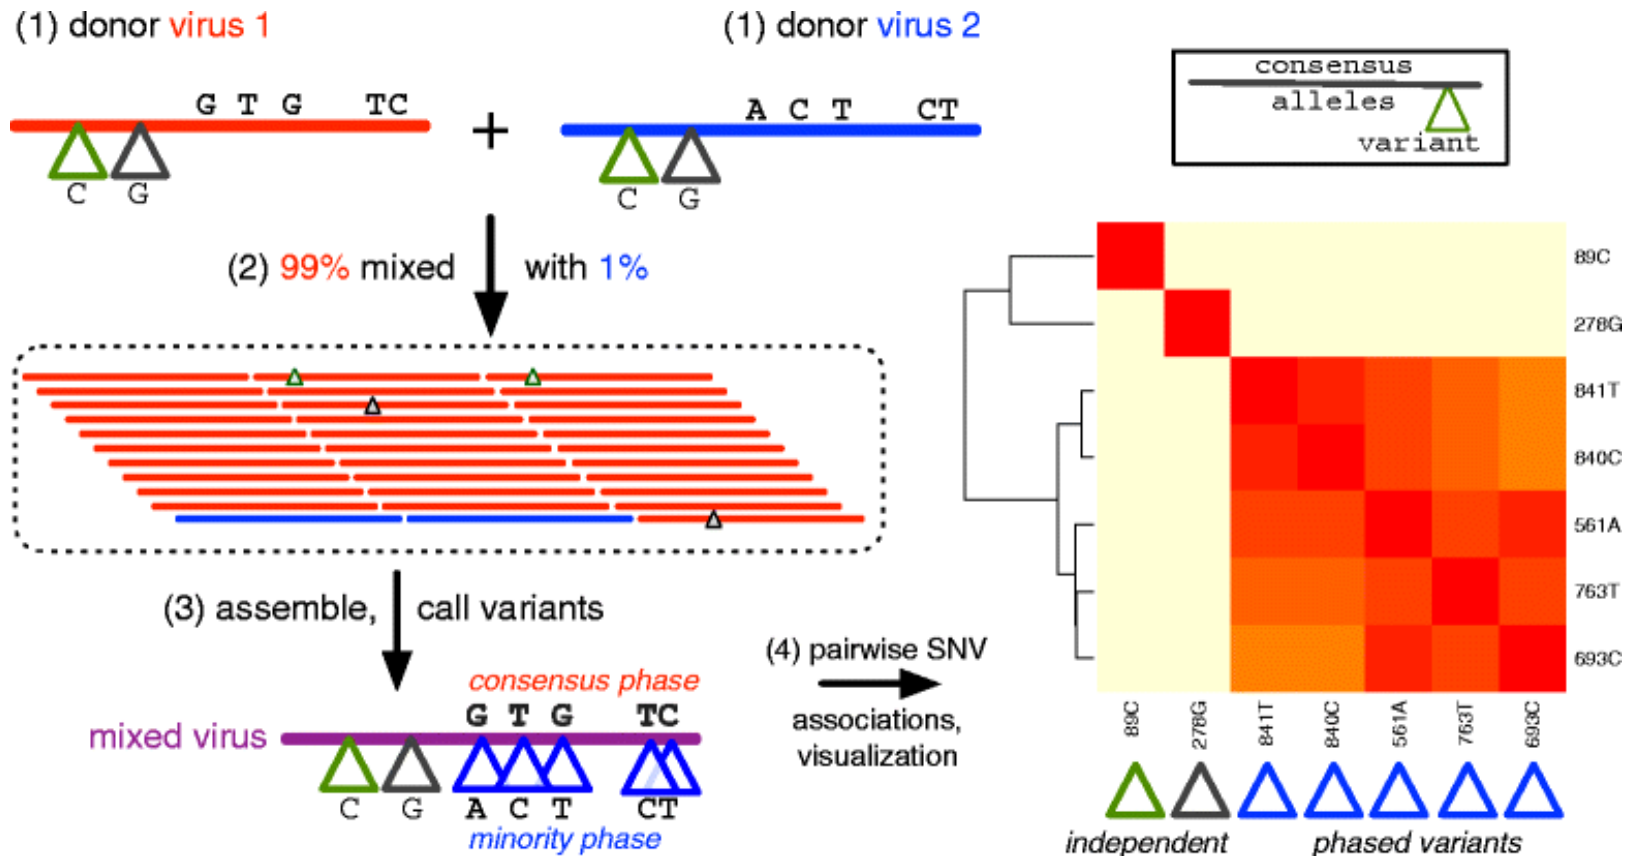 (1) donor virus 1
(1) donor virus 2
G T G TC
+
A C T CT
C G
C G
consensus
alleles
variant
(2) 99% mixed with 1%
(3) assemble, call variants
consensus phase
G T G TC
mixed virus
C G A C T CT
minority phase
(4) pairwise SNV
associations,
visualization
89C
278G
841T
840C
561A
763T
693C
89C 278G 841T 840C 561A 763T 693C
independent phased variants